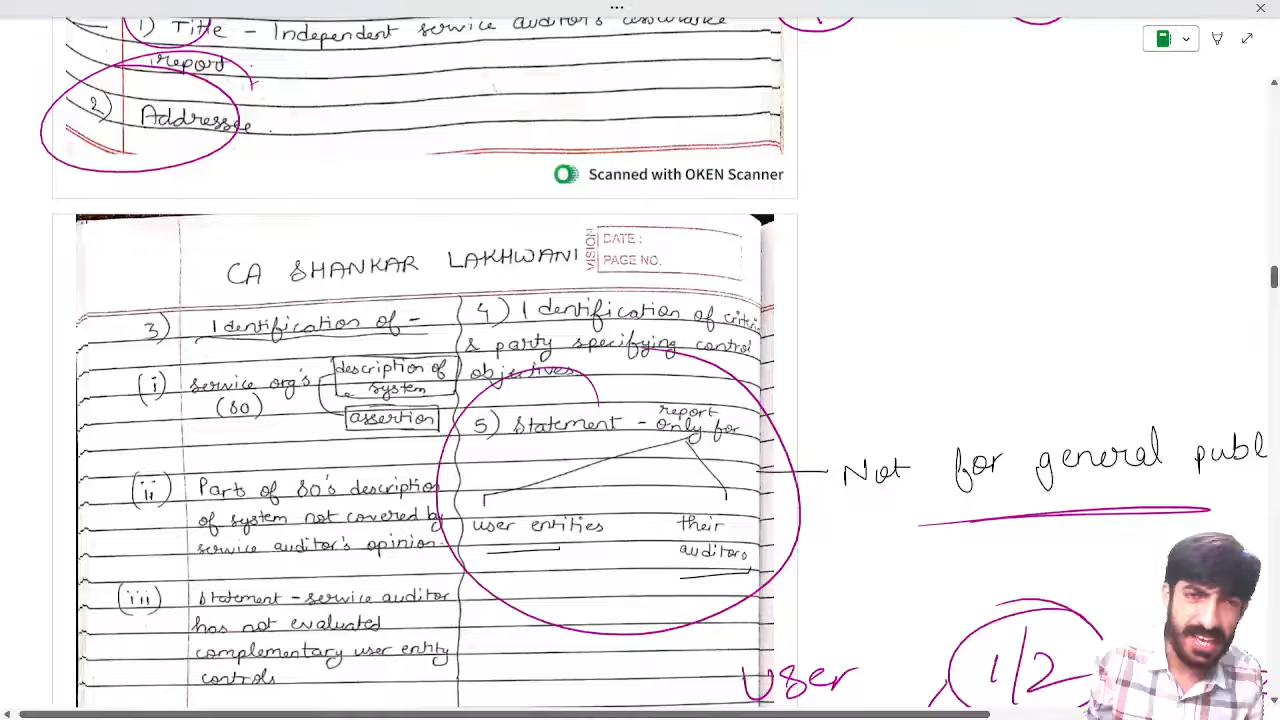 1) Title - Independent service auditor's assurance
report
2) Addressee.
Scanned with OKEN Scanner
CA SHANKAR LAKHWANI
VISION
DATE :
PAGE NO.
3) Identification of -
(i) service org's
(SO)
description of
system
assertion
(ii) Parts of SO's description
of system not covered by
service auditor's opinion.
(iii) Statement - service auditor
has not evaluated
complementary user entity
controls
4) Identification of criteri
& party specifying control
objectives
5) Statement - report
only for
user entities
their
auditors
Not for general publ
User
1/2